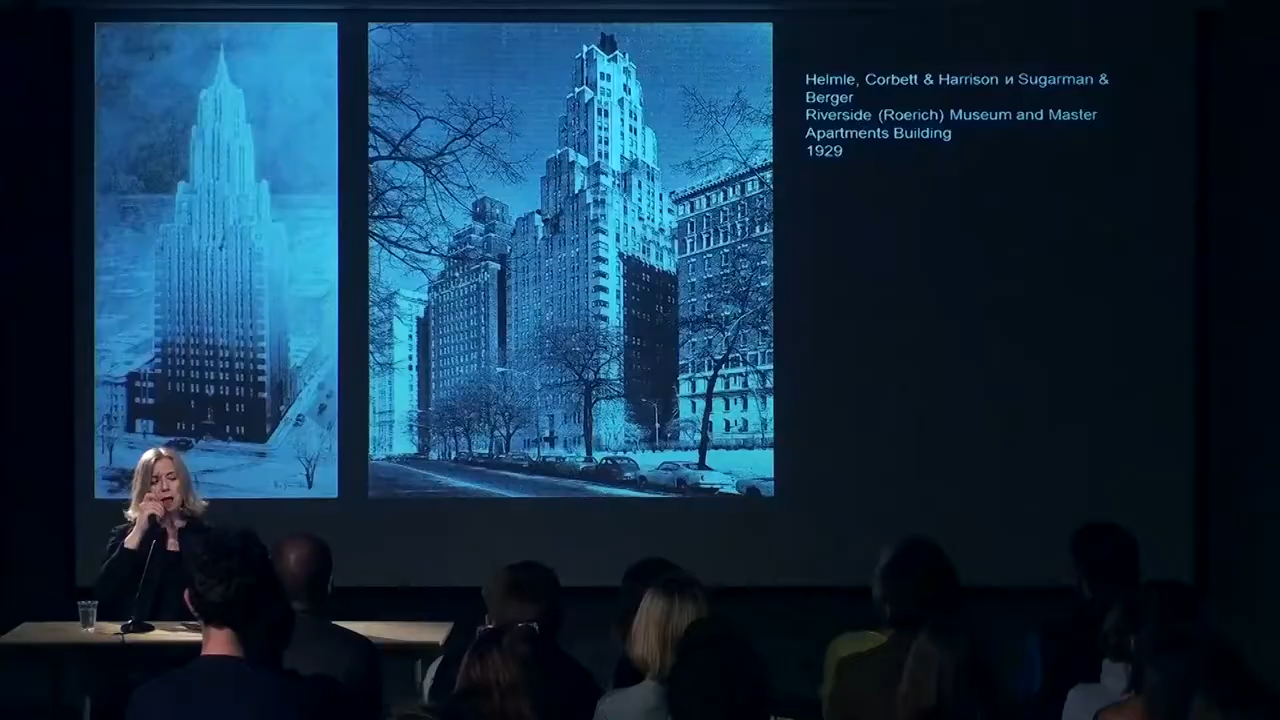 Helmle, Corbett & Harrison и Sugarman &
Berger
Riverside (Roerich) Museum and Master
Apartments Building
1929